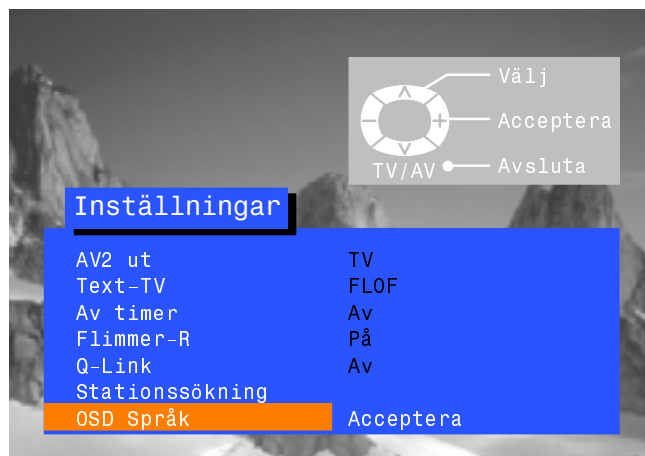 Välj
Acceptera
TV/AV Avsluta
Inställningar
AV2 ut TV
Text-TV FLOF
Av timer Av
Flimmer-R På
Q-Link Av
Stationssökning
OSD Språk Acceptera